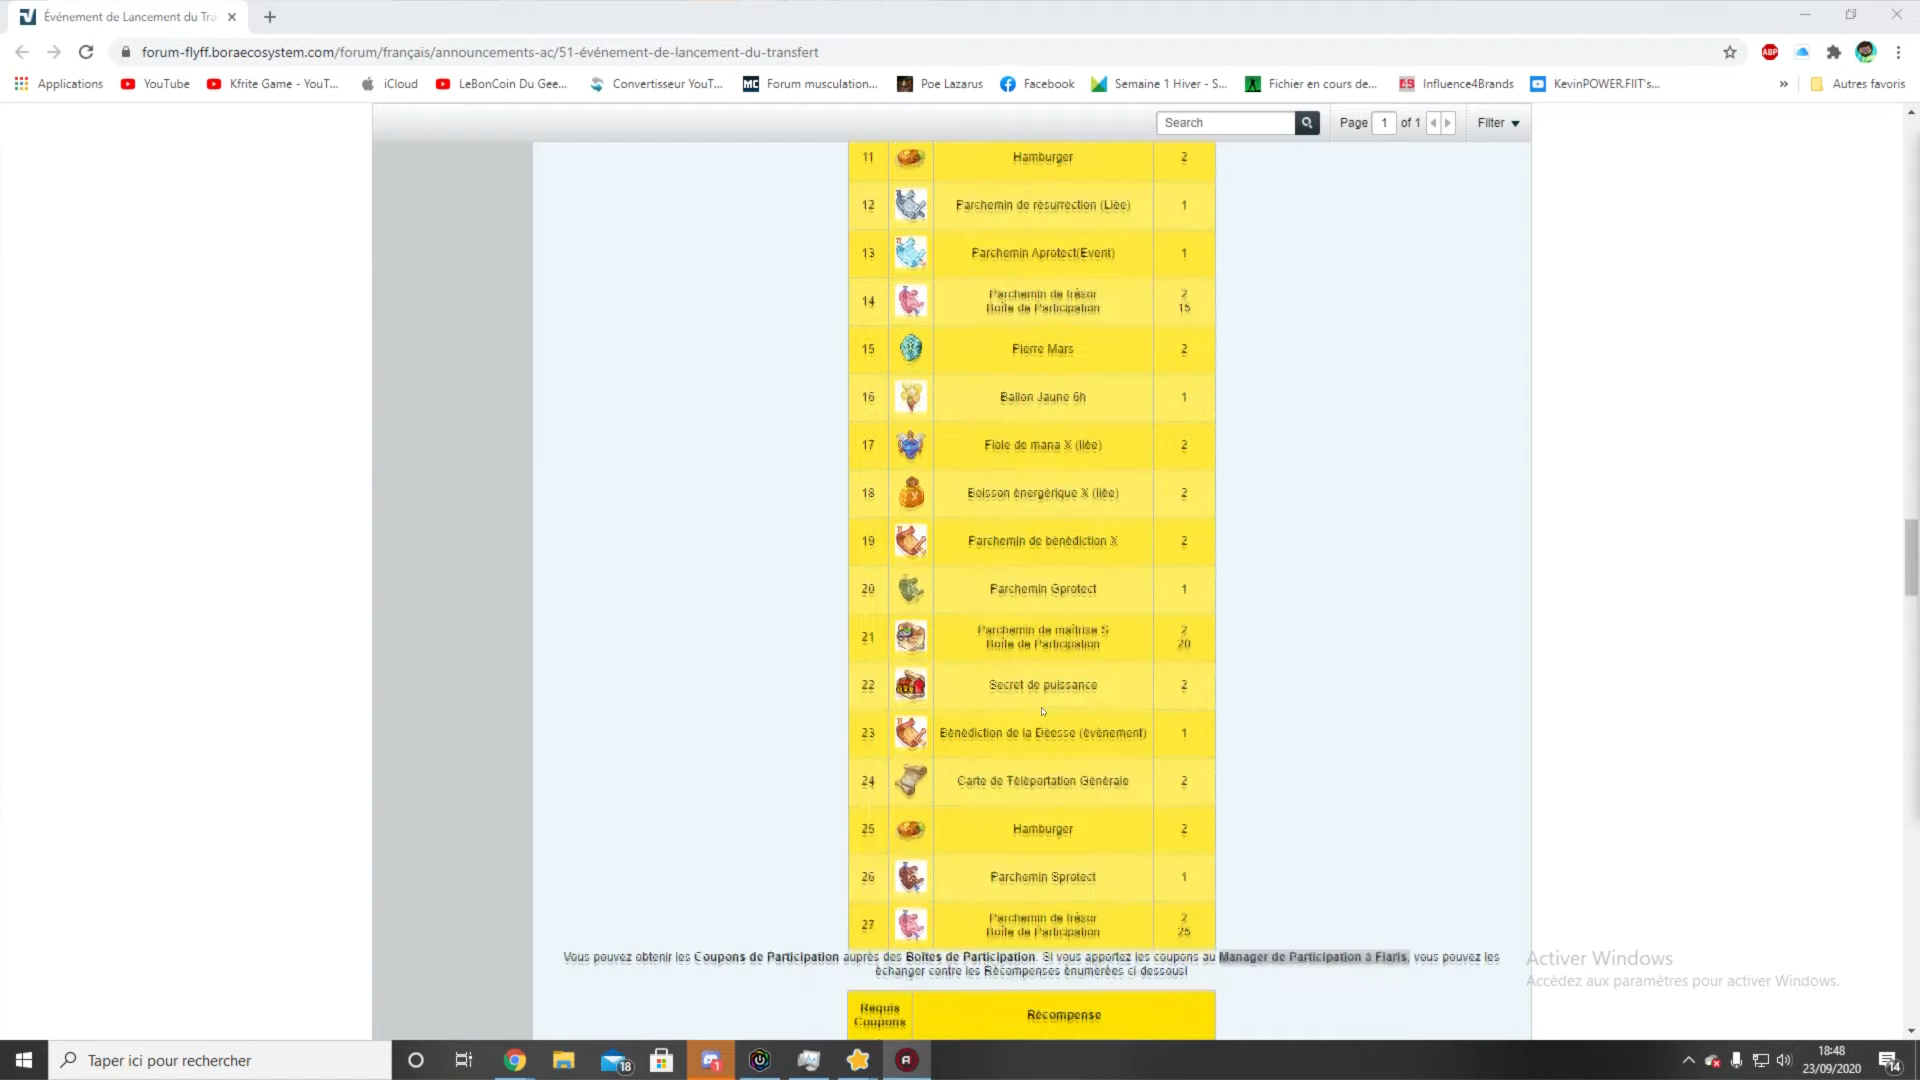 Événement de Lancement du Tra
forum-flyff.boraecosystem.com/forum/français/announcements-ac/51-événement-de-lancement-du-transfert
Applications YouTube Kfrite Game - YouT... iCloud LeBonCoin Du Gee... Convertisseur YouT... Forum musculation... Poe Lazarus Facebook Semaine 1 Hiver - S... Fichier en cours de... Influence4Brands KevinPOWER.FIIT's... » Autres favoris
Search Page 1 of 1 Filter
11 Hamburger 2
12 Parchemin de résurrection (Liée) 1
13 Parchemin Aprotect(Event) 1
14 Parchemin de trésor 2
Boîte de Participation 15
15 Pierre Mars 2
16 Ballon Jaune 6h 1
17 Fiole de mana X (liée) 2
18 Boisson énergérique X (liée) 2
19 Parchemin de bénédiction X 2
20 Parchemin Gprotect 1
21 Parchemin de maîtrise S 2
Boîte de Participation 20
22 Secret de puissance 2
23 Bénédiction de la Déesse (événement) 1
24 Carte de Téléportation Générale 2
25 Hamburger 2
26 Parchemin Sprotect 1
27 Parchemin de trésor 2
Boîte de Participation 25
Vous pouvez obtenir les Coupons de Participation auprès des Boîtes de Participation. Si vous apportez les coupons au Manager de Participation à Flaris, vous pouvez les
échanger contre les Récompenses énumérées ci dessous!
Requis
Coupons
Récompense
Activer Windows
Accédez aux paramètres pour activer Windows.
Taper ici pour rechercher
18
1
18:48
23/09/2020
14